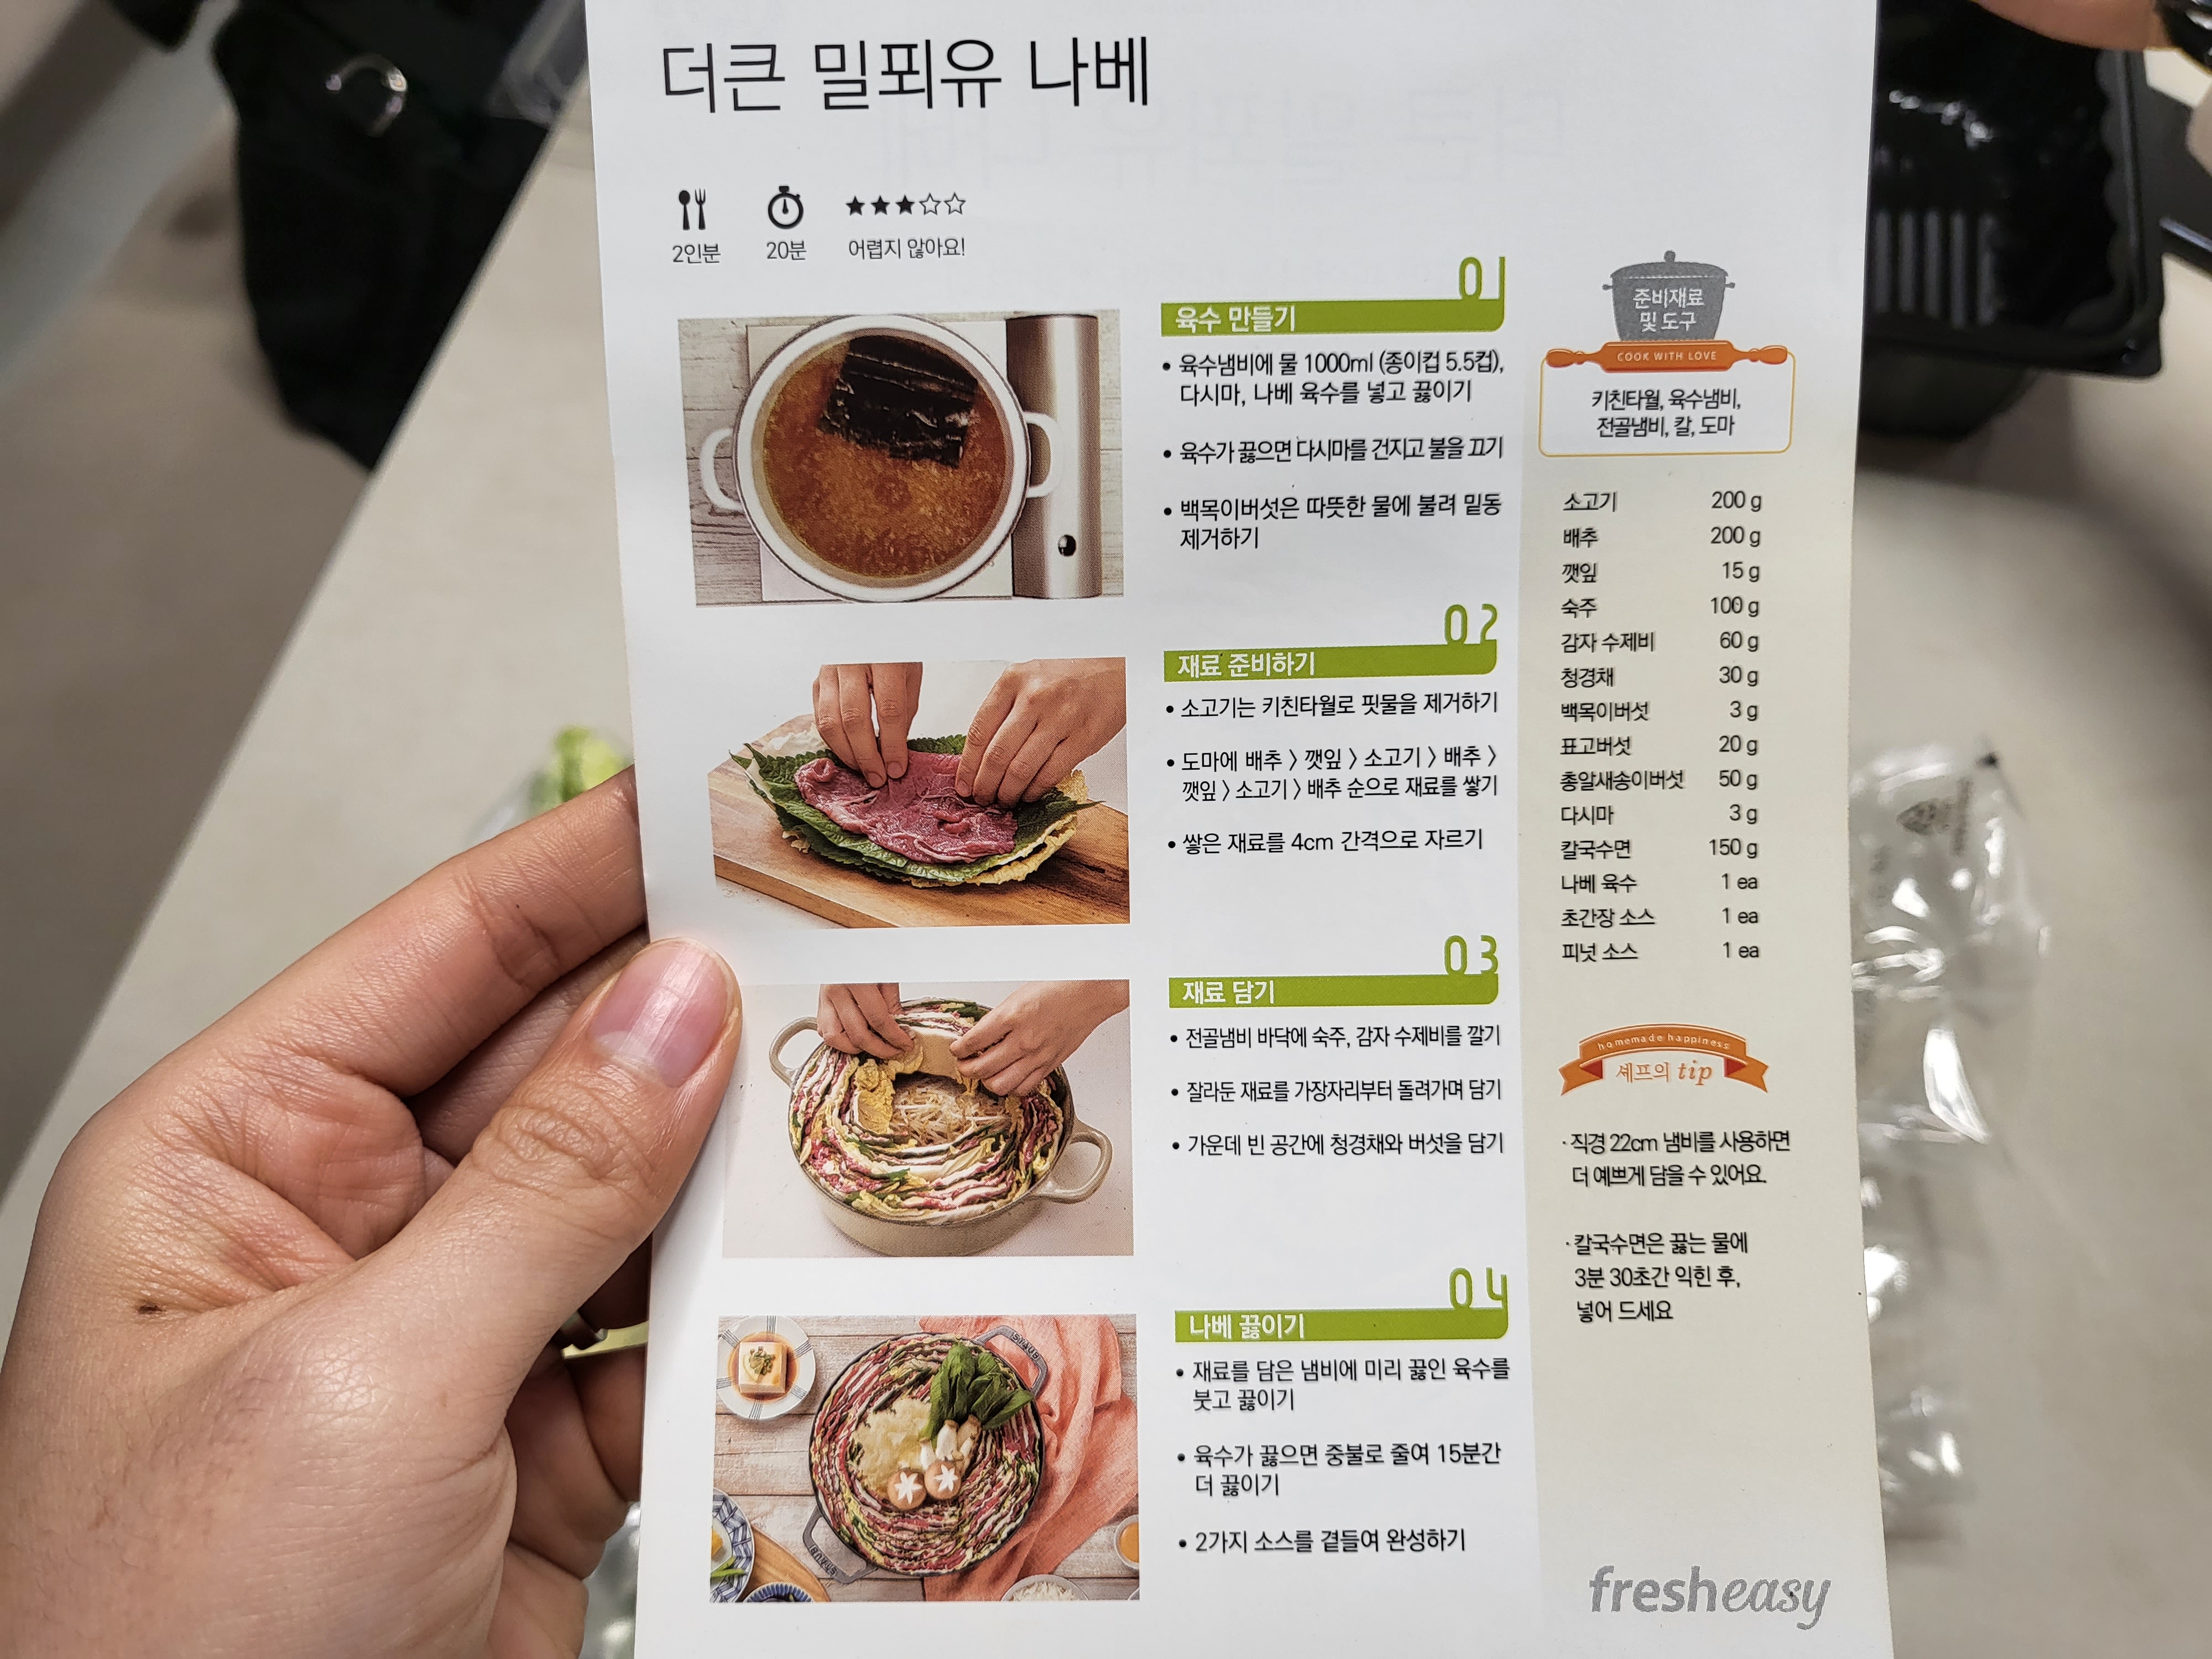 더큰 밀푀유 나베
2인분
20분
★★★☆☆
어렵지 않아요!
01
육수 만들기
• 육수냄비에 물 1000ml (종이컵 5.5컵),
다시마, 나베 육수를 넣고 끓이기
• 육수가 끓으면 다시마를 건지고 불을 끄기
• 백목이버섯은 따뜻한 물에 불려 밑동
제거하기
02
재료 준비하기
• 소고기는 키친타월로 핏물을 제거하기
• 도마에 배추 > 깻잎 > 소고기 > 배추 >
깻잎 > 소고기 > 배추 순으로 재료를 쌓기
• 쌓은 재료를 4cm 간격으로 자르기
03
재료 담기
• 전골냄비 바닥에 숙주, 감자 수제비를 깔기
• 잘라둔 재료를 가장자리부터 돌려가며 담기
• 가운데 빈 공간에 청경채와 버섯을 담기
04
나베 끓이기
• 재료를 담은 냄비에 미리 끓인 육수를
붓고 끓이기
• 육수가 끓으면 중불로 줄여 15분간
더 끓이기
• 2가지 소스를 곁들여 완성하기
STAUB
STAUB
준비재료
및 도구
COOK WITH LOVE
키친타월, 육수냄비,
전골냄비, 칼, 도마
소고기 200 g
배추 200 g
깻잎 15 g
숙주 100 g
감자 수제비 60 g
청경채 30 g
백목이버섯 3 g
표고버섯 20 g
총알새송이버섯 50 g
다시마 3 g
칼국수면 150 g
나베 육수 1 ea
초간장 소스 1 ea
피넛 소스 1 ea
homemade happiness
셰프의 tip
· 직경 22cm 냄비를 사용하면
더 예쁘게 담을 수 있어요.
· 칼국수면은 끓는 물에
3분 30초간 익힌 후,
넣어 드세요
fresheasy